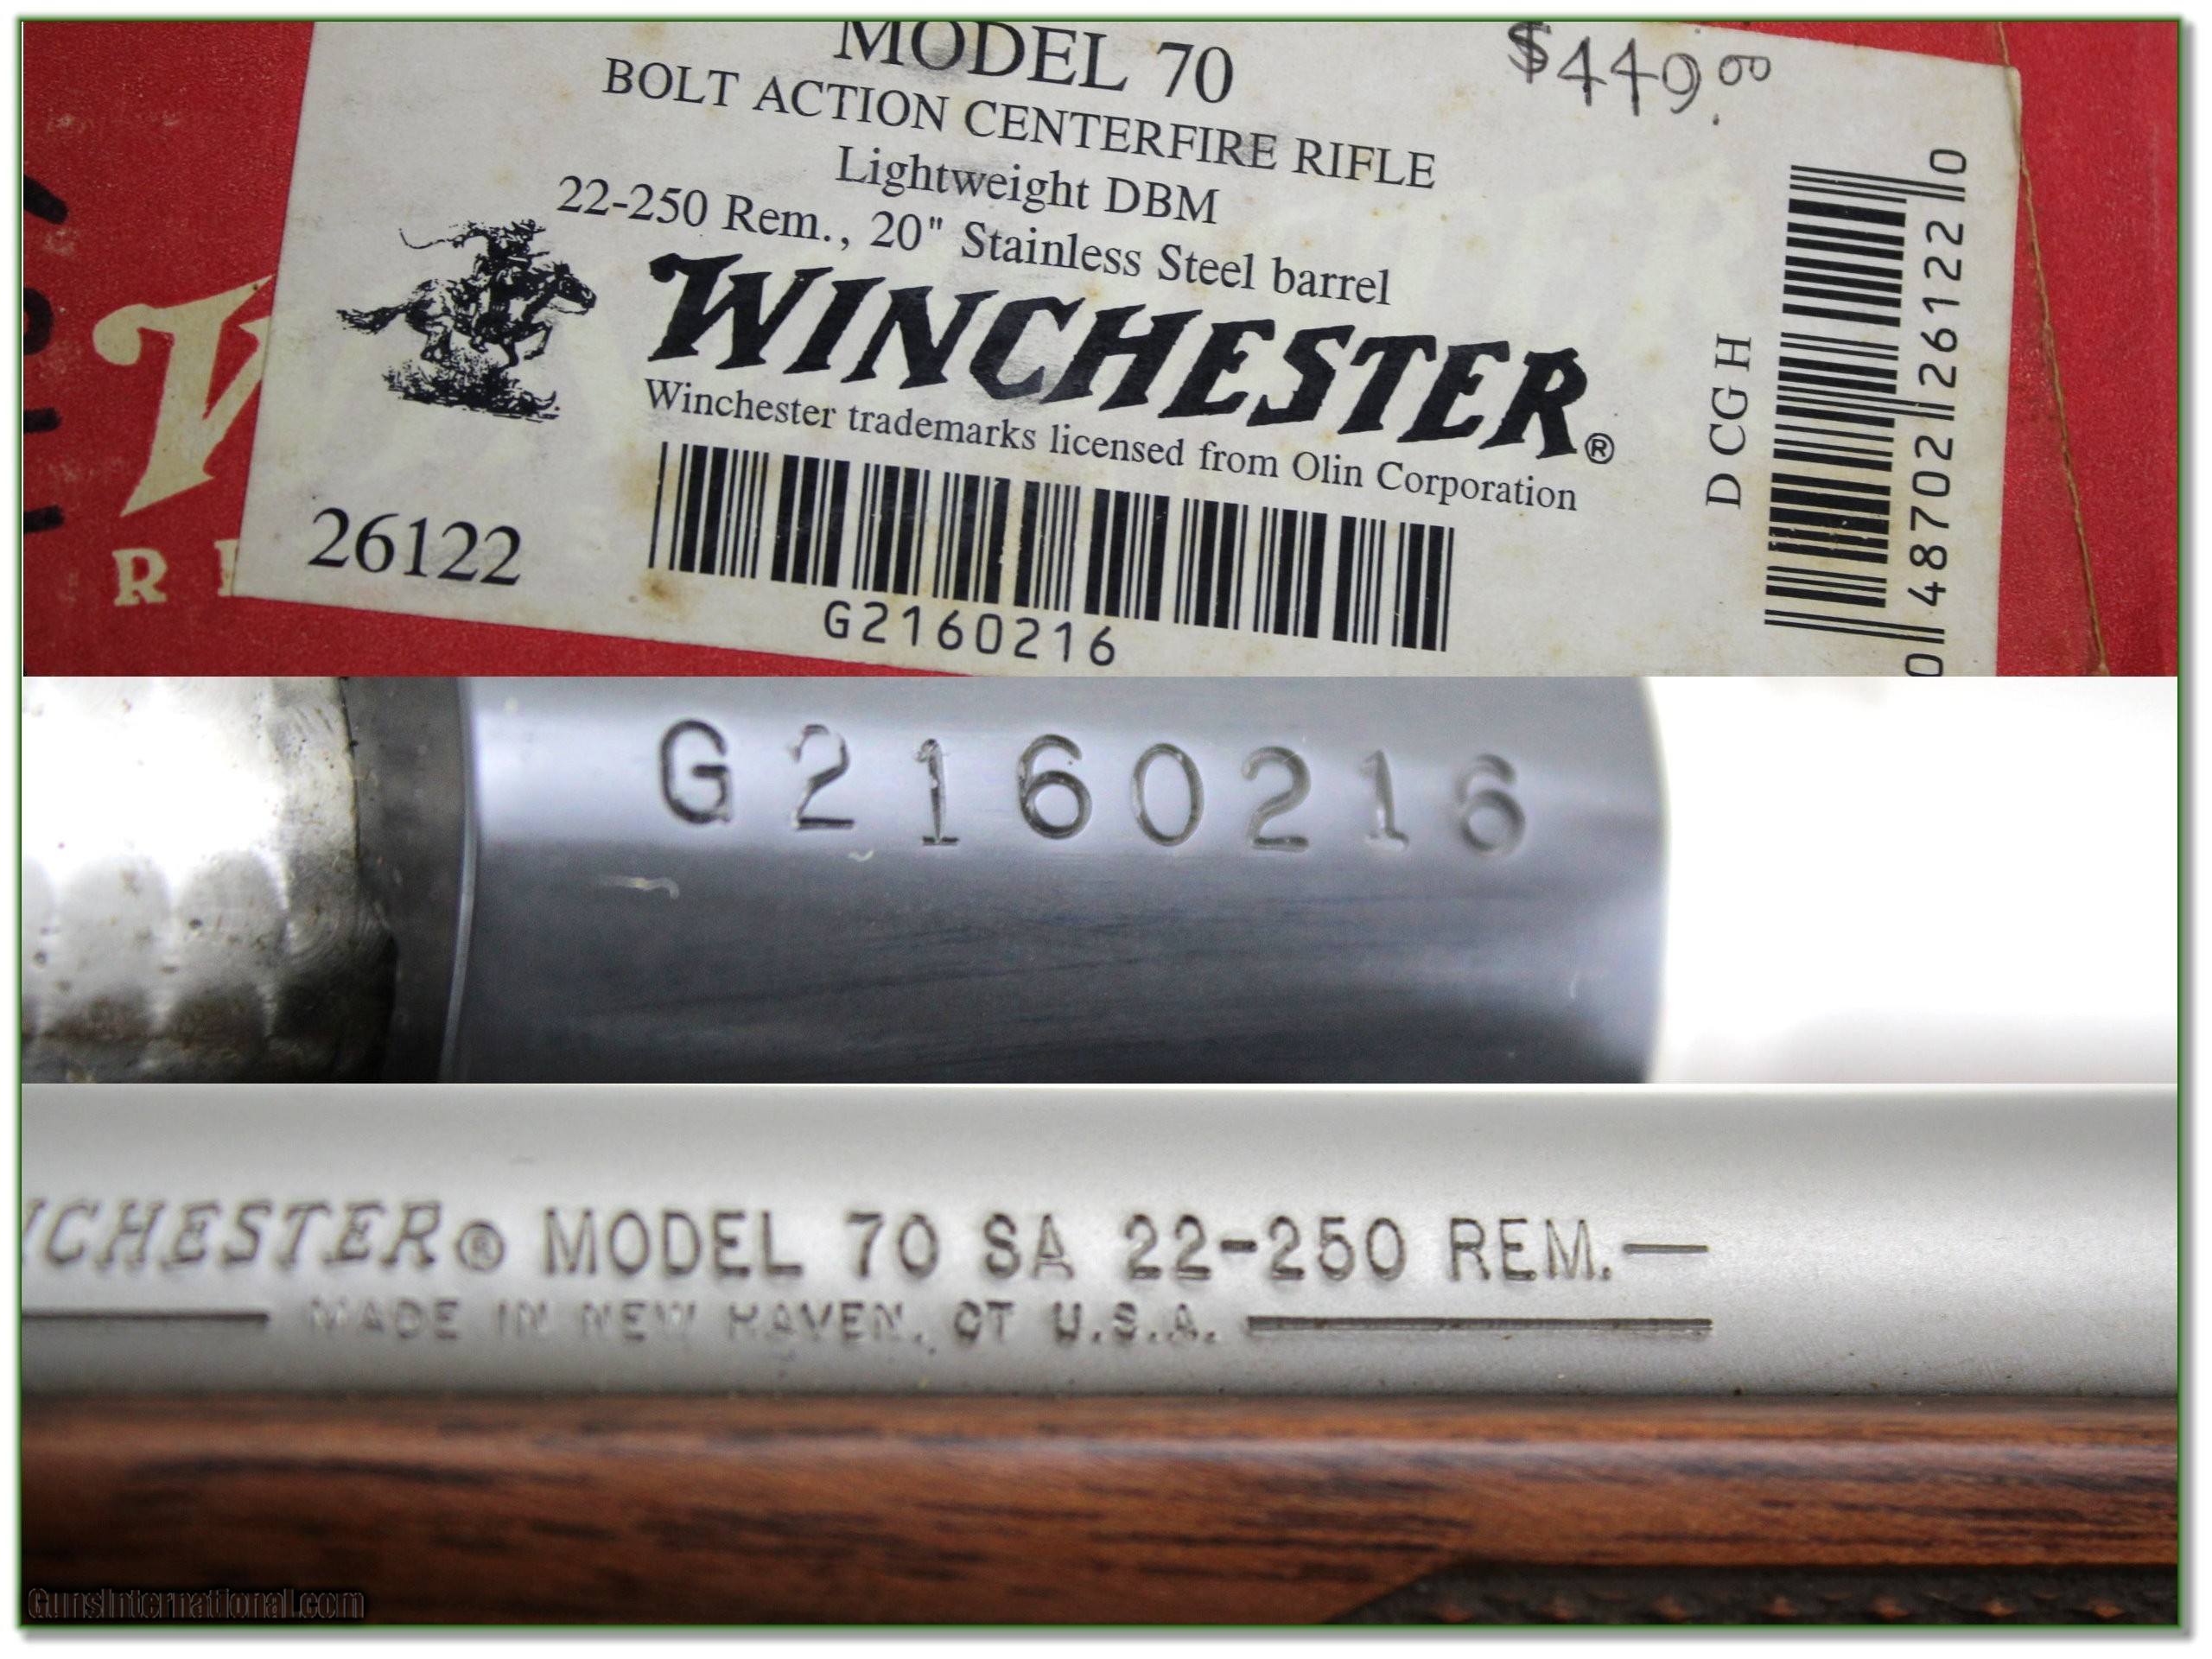 MODEL 70
$449.00
BOLT ACTION CENTERFIRE RIFLE
Lightweight DBM
22-250 Rem., 20" Stainless Steel barrel
WINCHESTER®
Winchester trademarks licensed from Olin Corporation
26122
G2160216
D C G H
0 48702 26122 0
W
R
G2160216
CHESTER® MODEL 70 SA 22-250 REM.—
MADE IN NEW HAVEN, CT U.S.A.
GunsInternational.com